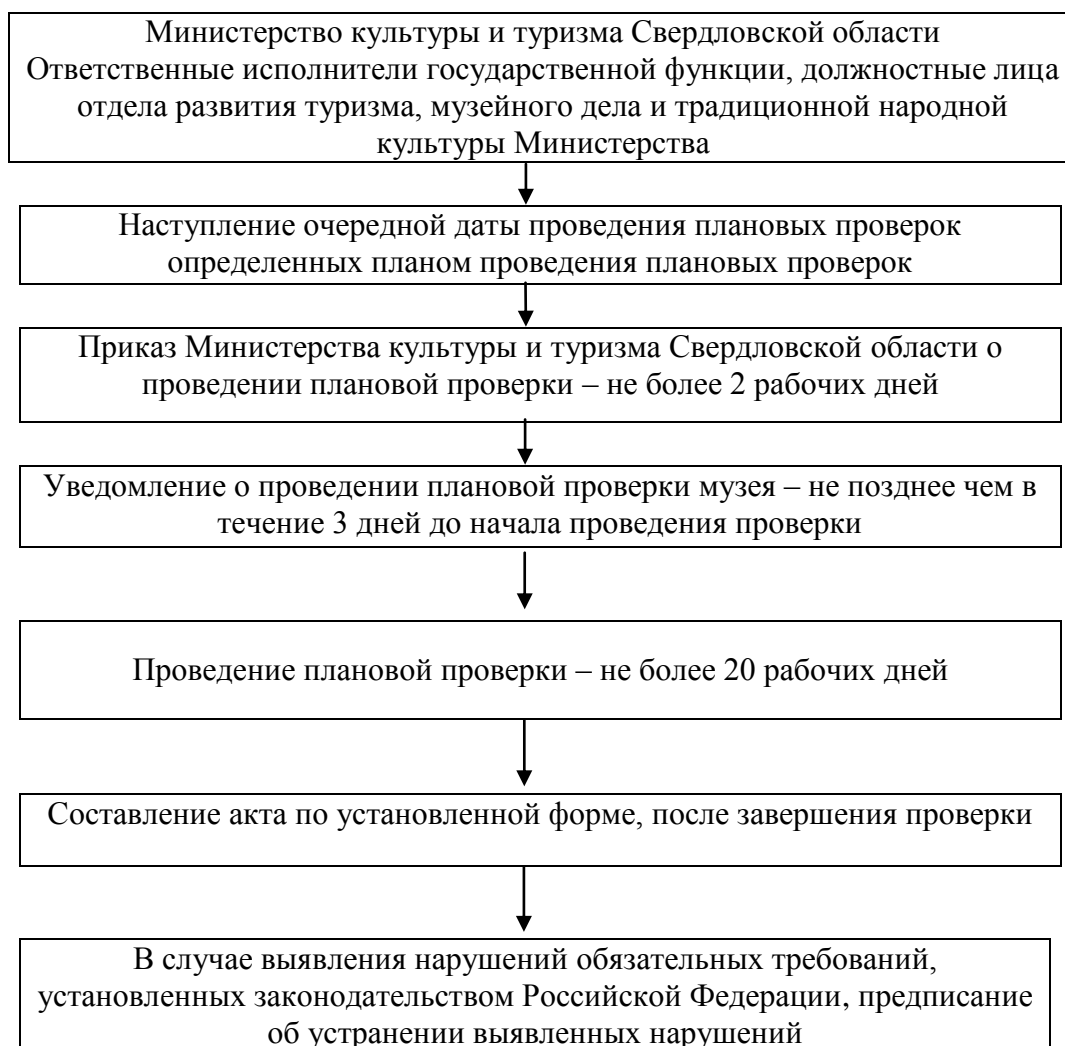 Министерство культуры и туризма Свердловской области
Ответственные исполнители государственной функции, должностные лица
отдела развития туризма, музейного дела и традиционной народной
культуры Министерства
Наступление очередной даты проведения плановых проверок
определенных планом проведения плановых проверок
Приказ Министерства культуры и туризма Свердловской области о
проведении плановой проверки – не более 2 рабочих дней
Уведомление о проведении плановой проверки музея – не позднее чем в
течение 3 дней до начала проведения проверки
Проведение плановой проверки – не более 20 рабочих дней
Составление акта по установленной форме, после завершения проверки
В случае выявления нарушений обязательных требований,
установленных законодательством Российской Федерации, предписание
об устранении выявленных нарушений